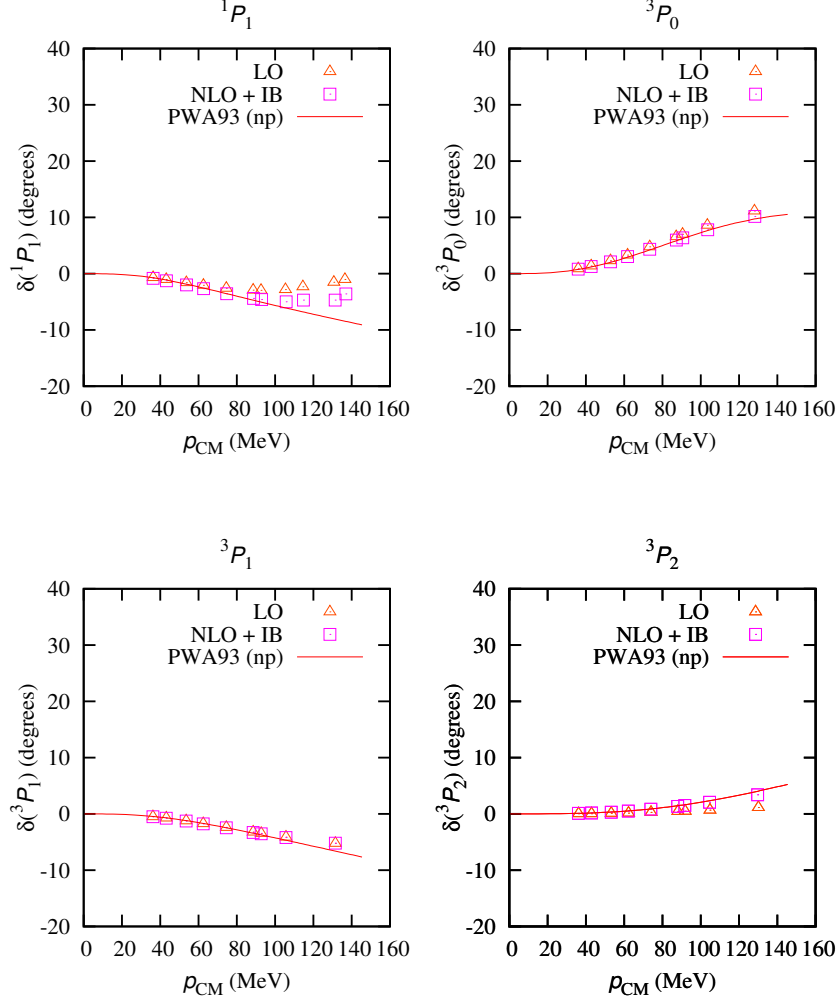 ¹P₁
40
30
20
10
0
-10
-20
0 20 40 60 80 100 120 140 160
δ(¹P₁) (degrees)
p_CM (MeV)
LO
NLO + IB
PWA93 (np)
³P₀
40
30
20
10
0
-10
-20
0 20 40 60 80 100 120 140 160
δ(³P₀) (degrees)
p_CM (MeV)
LO
NLO + IB
PWA93 (np)
³P₁
40
30
20
10
0
-10
-20
0 20 40 60 80 100 120 140 160
δ(³P₁) (degrees)
p_CM (MeV)
LO
NLO + IB
PWA93 (np)
³P₂
40
30
20
10
0
-10
-20
0 20 40 60 80 100 120 140 160
δ(³P₂) (degrees)
p_CM (MeV)
LO
NLO + IB
PWA93 (np)